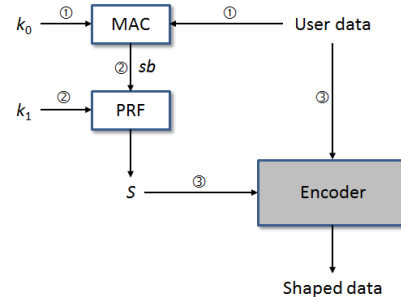 k0 ① MAC ① User data
② sb
k1 ② PRF
③
S ③ Encoder
Shaped data